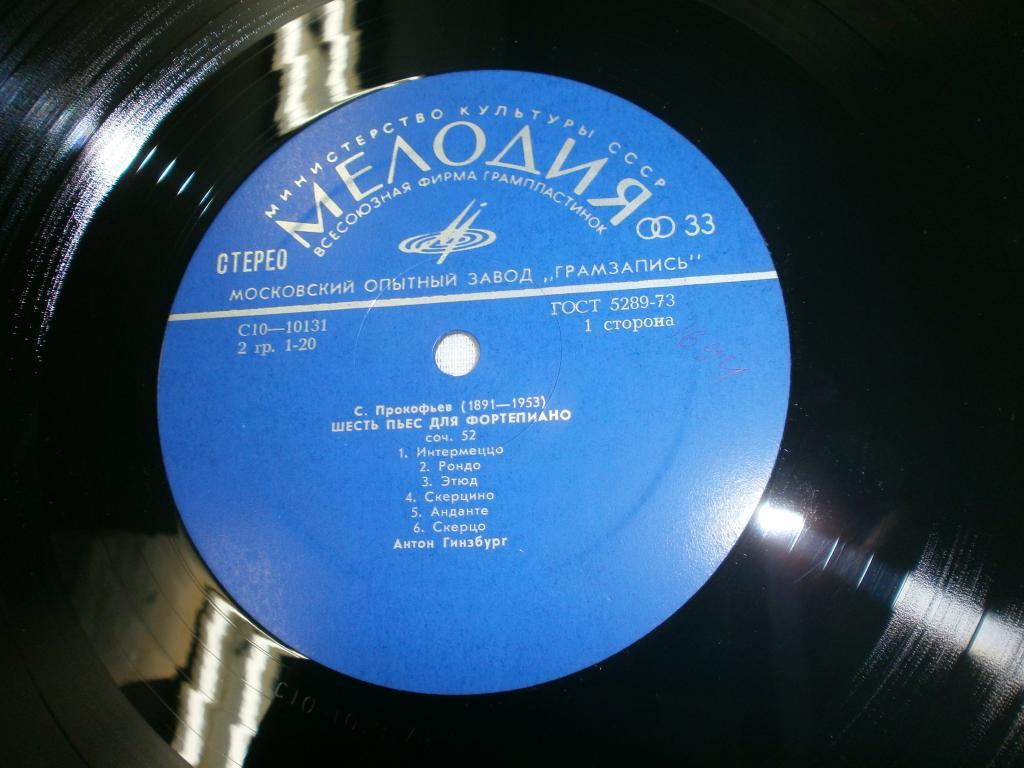 МИНИСТЕРСТВО КУЛЬТУРЫ СССР
МЕЛОДИЯ
ВСЕСОЮЗНАЯ ФИРМА ГРАМПЛАСТИНОК
СТЕРЕО
33
МОСКОВСКИЙ ОПЫТНЫЙ ЗАВОД „ГРАМЗАПИСЬ"
С10—10131
2 гр. 1-20
ГОСТ 5289-73
1 сторона
С. Прокофьев (1891—1953)
ШЕСТЬ ПЬЕС ДЛЯ ФОРТЕПИАНО
соч. 52
1. Интермеццо
2. Рондо
3. Этюд
4. Скерцино
5. Анданте
6. Скерцо
Антон Гинзбург